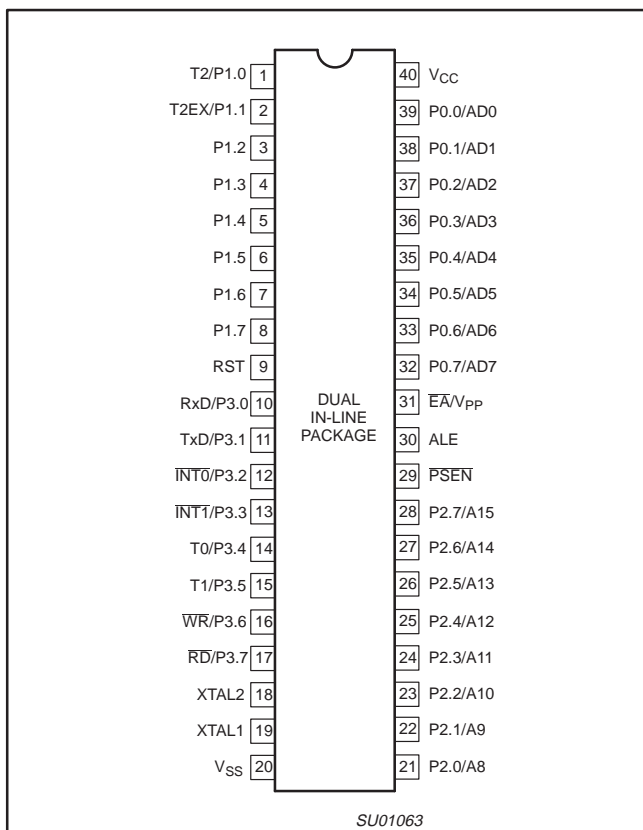 T2/P1.0 1 40 VCC
T2EX/P1.1 2 39 P0.0/AD0
P1.2 3 38 P0.1/AD1
P1.3 4 37 P0.2/AD2
P1.4 5 36 P0.3/AD3
P1.5 6 35 P0.4/AD4
P1.6 7 34 P0.5/AD5
P1.7 8 33 P0.6/AD6
RST 9 32 P0.7/AD7
RxD/P3.0 10 31 E̅A̅/VPP
TxD/P3.1 11 30 ALE
I̅N̅T̅0̅/P3.2 12 29 P̅S̅E̅N̅
I̅N̅T̅1̅/P3.3 13 28 P2.7/A15
T0/P3.4 14 27 P2.6/A14
T1/P3.5 15 26 P2.5/A13
W̅R̅/P3.6 16 25 P2.4/A12
R̅D̅/P3.7 17 24 P2.3/A11
XTAL2 18 23 P2.2/A10
XTAL1 19 22 P2.1/A9
VSS 20 21 P2.0/A8
DUAL
IN-LINE
PACKAGE
SU01063